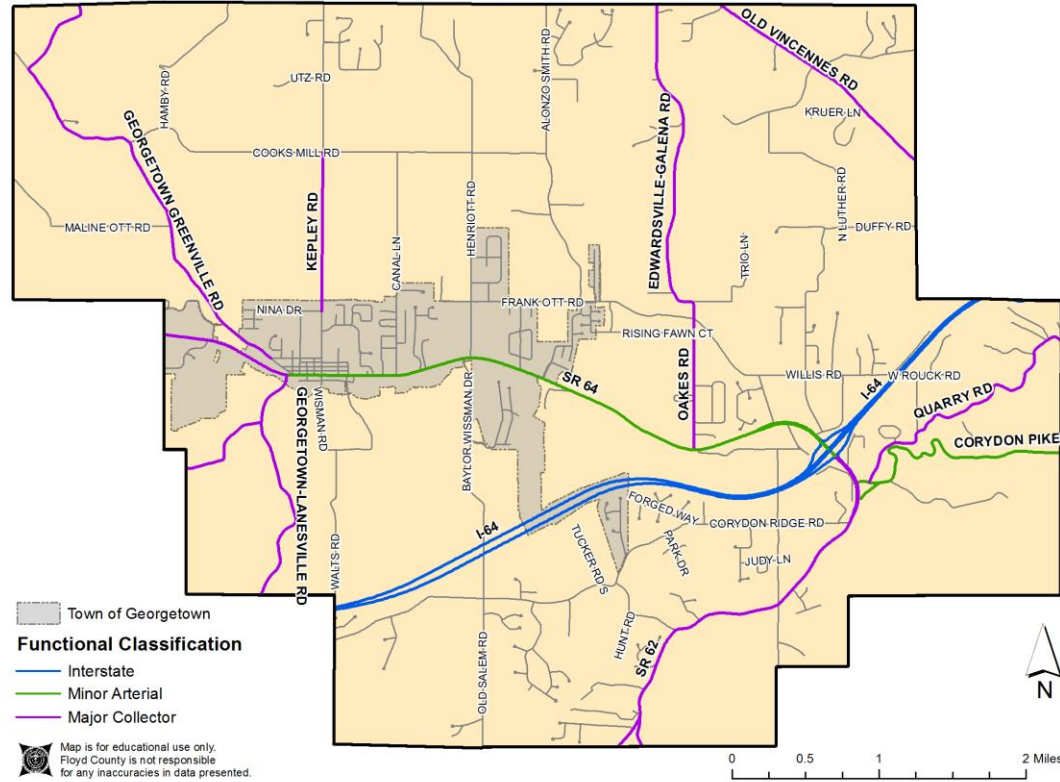 OLD VINCENNES RD
HAMBY RD
UTZ RD
ALONZO SMITH RD
KRUER LN
GEORGETOWN GREENVILLE RD
COOKS MILL RD
EDWARDSVILLE-GALENA RD
KEPLEY RD
HENRIOTT RD
N LUTHER RD
MALINE OTT RD
CANAL LN
TRIO LN
DUFFY RD
NINA DR
FRANK OTT RD
RISING FAWN CT
SR 64
OAKES RD
WILLIS RD
I-64
W ROUCK RD
QUARRY RD
GEORGETOWN-LANESVILLE RD
WISMAN RD
BAYLOR WISSMAN DR
CORYDON PIKE
WALTS RD
I-64
FORGED WAY
CORYDON RIDGE RD
TUCKER RD S
PARK DR
JUDY LN
OLD SALEM RD
HUNT RD
SR 62
Town of Georgetown
Functional Classification
Interstate
Minor Arterial
Major Collector
Map is for educational use only.
Floyd County is not responsible
for any inaccuracies in data presented.
N
0 0.5 1 2 Miles